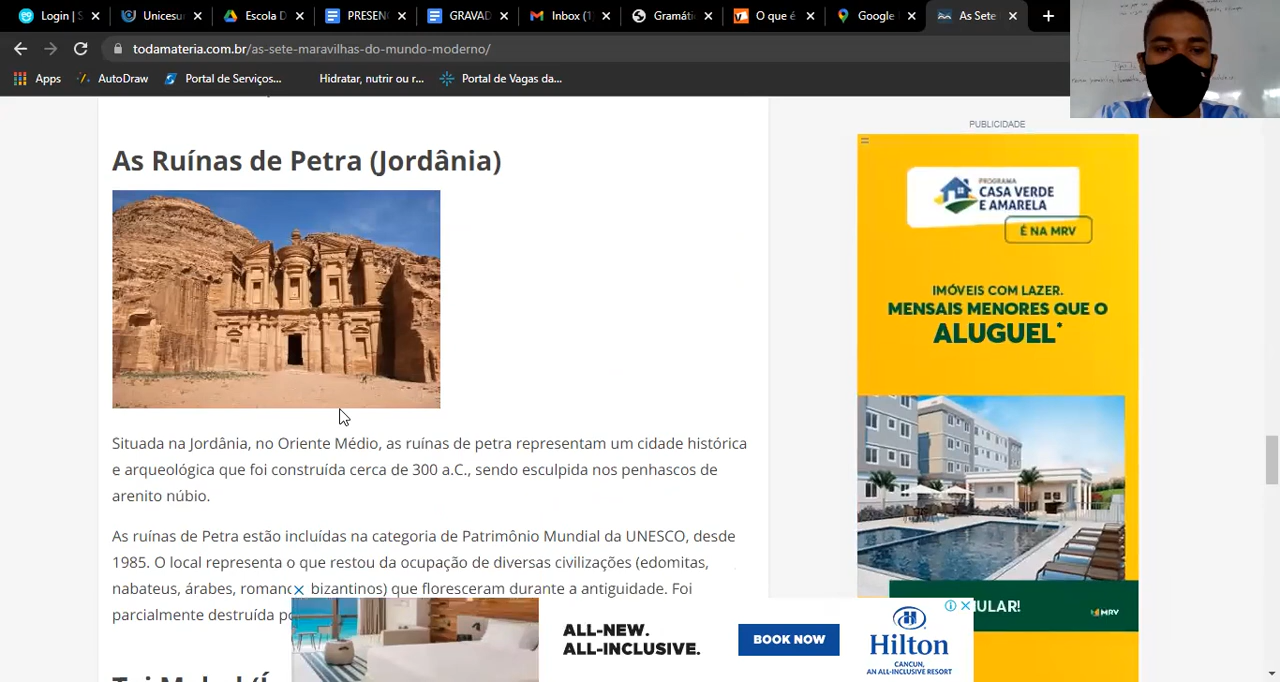 Login |
Unicesu
Escola D
PRESEN
GRAVAD
Inbox (1)
Gramáti
O que é
Google
As Sete
todamateria.com.br/as-sete-maravilhas-do-mundo-moderno/
Apps
AutoDraw
Portal de Serviços...
Hidratar, nutrir ou r...
Portal de Vagas da...
As Ruínas de Petra (Jordânia)
Situada na Jordânia, no Oriente Médio, as ruínas de petra representam um cidade histórica
e arqueológica que foi construída cerca de 300 a.C., sendo esculpida nos penhascos de
arenito núbio.
As ruínas de Petra estão incluídas na categoria de Patrimônio Mundial da UNESCO, desde
1985. O local representa o que restou da ocupação de diversas civilizações (edomitas,
nabateus, árabes, romano bizantinos) que floresceram durante a antiguidade. Foi
parcialmente destruída
PUBLICIDADE
PROGRAMA
CASA VERDE
E AMARELA
É NA MRV
IMÓVEIS COM LAZER.
MENSAIS MENORES QUE O
ALUGUEL*
ULAR!
MRV
ALL-NEW.
ALL-INCLUSIVE.
BOOK NOW
Hilton
CANCUN,
AN ALL-INCLUSIVE RESORT